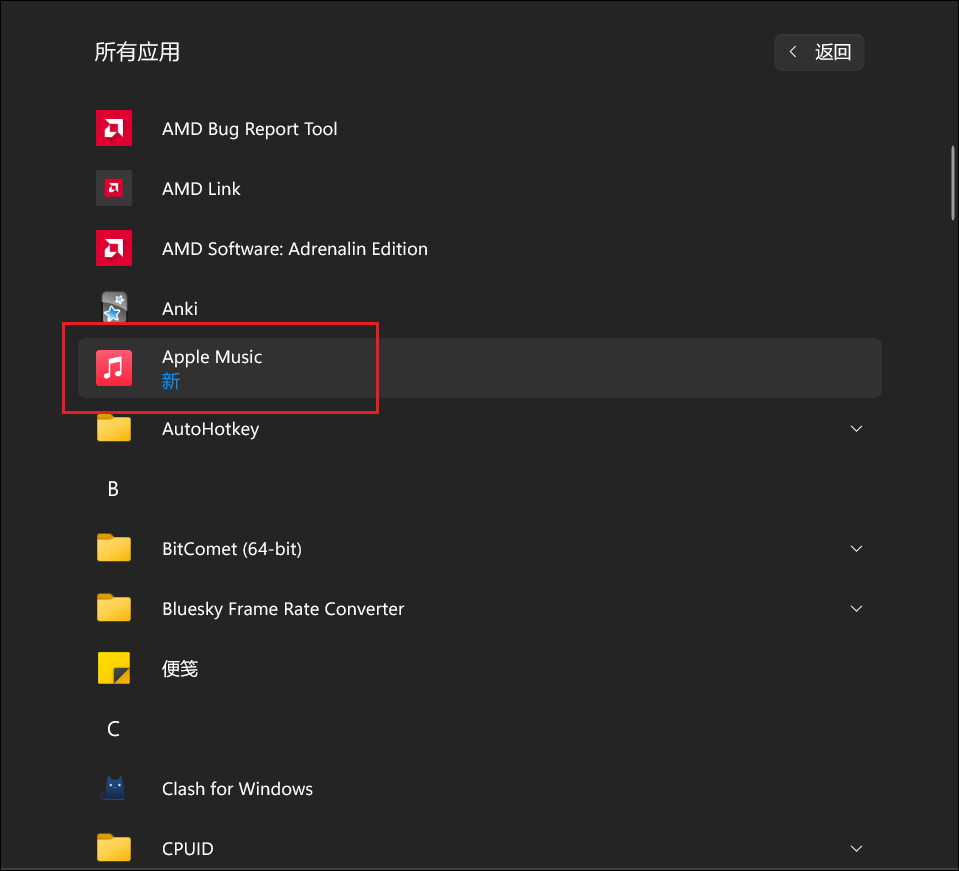 所有应用
返回
AMD Bug Report Tool
AMD Link
AMD Software: Adrenalin Edition
Anki
Apple Music
新
AutoHotkey
B
BitComet (64-bit)
Bluesky Frame Rate Converter
便笺
C
Clash for Windows
CPUID